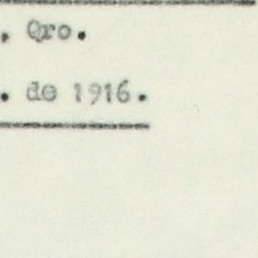 . Qro.
. de 1916.